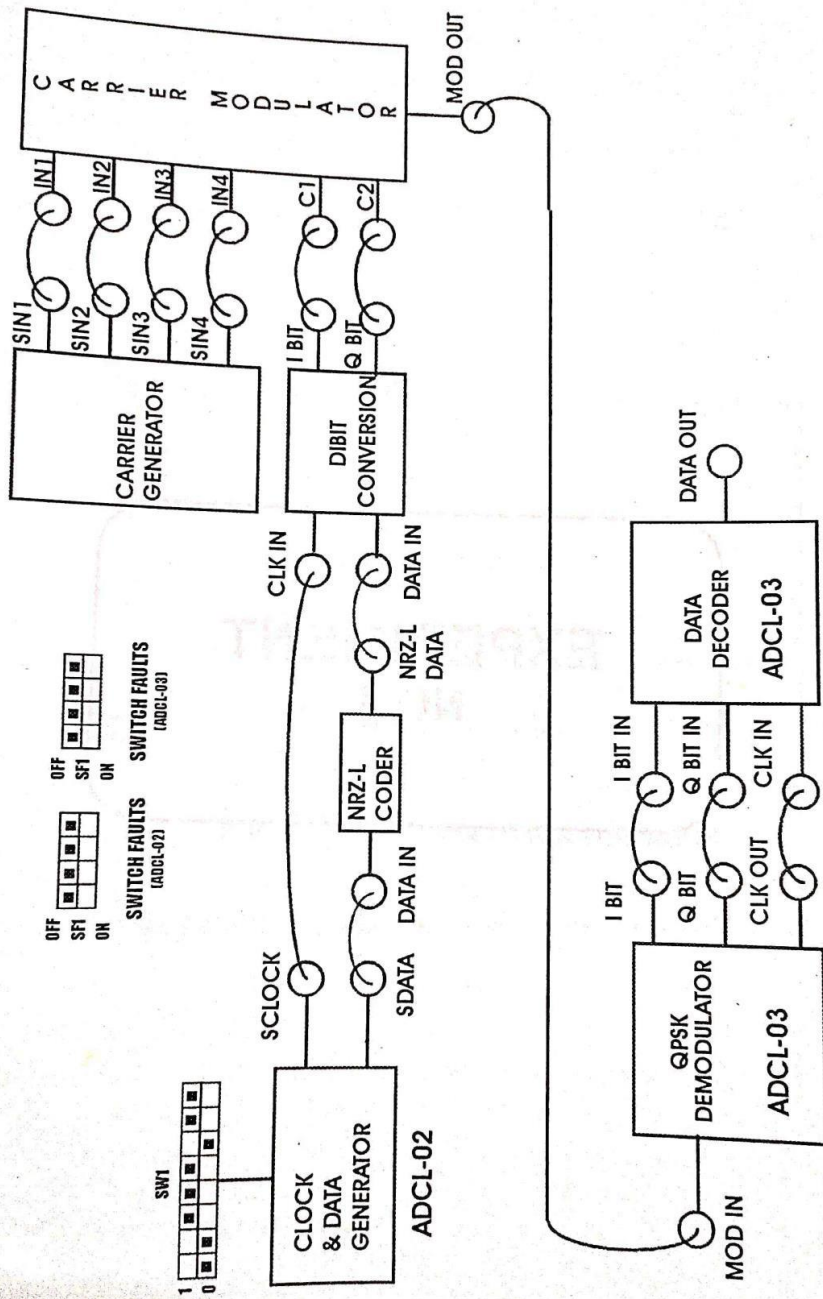 SW1
1
0
CLOCK
& DATA
GENERATOR
ADCL-02
SCLOCK
SDATA
OFF
SF1
ON
SWITCH FAULTS
(ADCL-02)
OFF
SF1
ON
SWITCH FAULTS
(ADCL-03)
DATA IN
NRZ-L
CODER
NRZ-L
DATA
CLK IN
DATA IN
DIBIT
CONVERSION
I BIT
Q BIT
CARRIER
GENERATOR
SIN1
SIN2
SIN3
SIN4
IN1
IN2
IN3
IN4
C1
C2
CARRIER MODULATOR
MOD OUT
MOD IN
QPSK
DEMODULATOR
ADCL-03
I BIT
Q BIT
CLK OUT
I BIT IN
Q BIT IN
CLK IN
DATA
DECODER
ADCL-03
DATA OUT